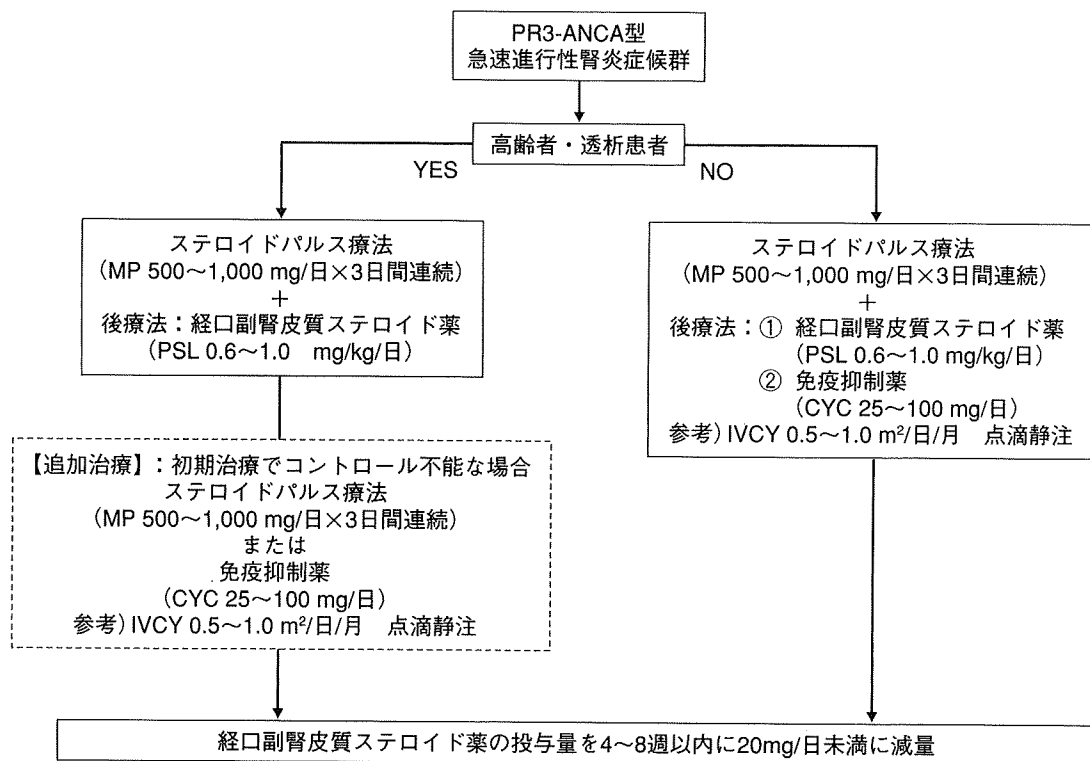 PR3-ANCA型
急速進行性腎炎症候群
高齢者・透析患者
YES
NO
ステロイドパルス療法
(MP 500～1,000 mg/日×3日間連続)
＋
後療法：経口副腎皮質ステロイド薬
(PSL 0.6～1.0 mg/kg/日)
ステロイドパルス療法
(MP 500～1,000 mg/日×3日間連続)
＋
後療法：① 経口副腎皮質ステロイド薬
(PSL 0.6～1.0 mg/kg/日)
② 免疫抑制薬
(CYC 25～100 mg/日)
参考) IVCY 0.5～1.0 m²/日/月 点滴静注
【追加治療】：初期治療でコントロール不能な場合
ステロイドパルス療法
(MP 500～1,000 mg/日×3日間連続)
または
免疫抑制薬
(CYC 25～100 mg/日)
参考) IVCY 0.5～1.0 m²/日/月 点滴静注
経口副腎皮質ステロイド薬の投与量を4～8週以内に20mg/日未満に減量